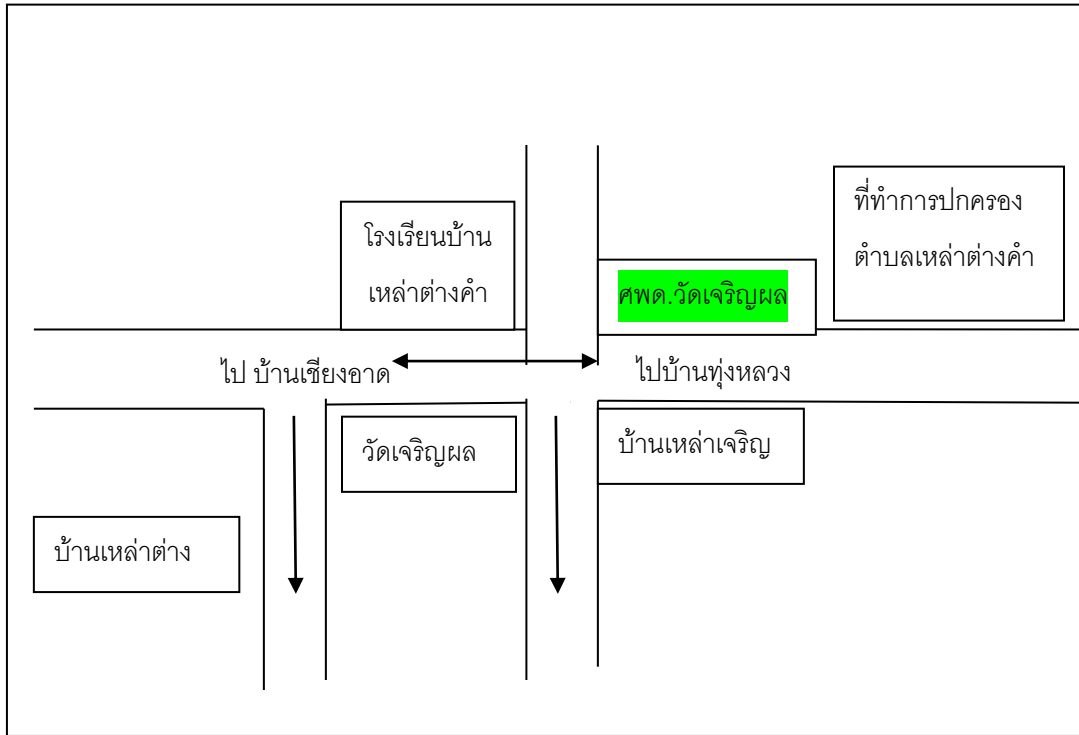 ที่ทำการปกครอง
ตำบลเหล่าต่างคำ
โรงเรียนบ้าน
เหล่าต่างคำ
ศพด.วัดเจริญผล
ไป บ้านเชียงอาด
ไปบ้านทุ่งหลวง
วัดเจริญผล
บ้านเหล่าเจริญ
บ้านเหล่าต่าง